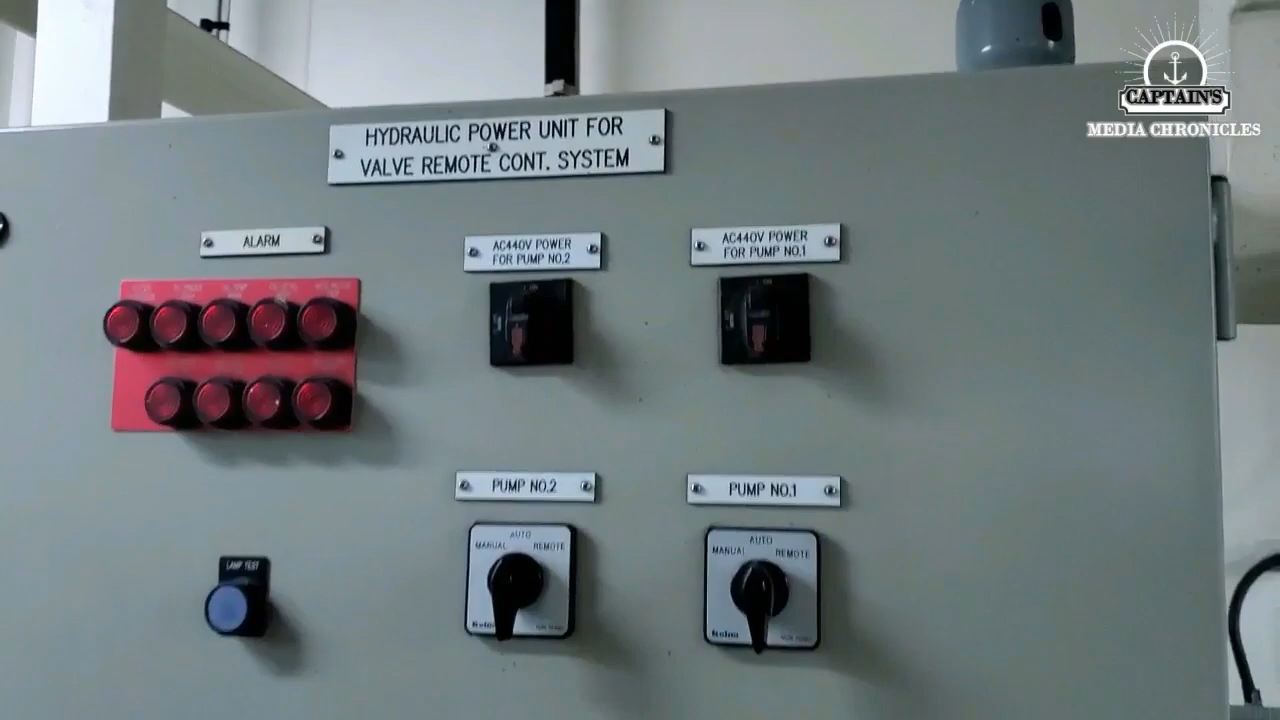 CAPTAIN'S
MEDIA CHRONICLES
HYDRAULIC POWER UNIT FOR
VALVE REMOTE CONT. SYSTEM
ALARM
AC440V POWER
FOR PUMP NO.2
AC440V POWER
FOR PUMP NO.1
PUMP NO.2
PUMP NO.1
AUTO
MANUAL REMOTE
AUTO
MANUAL REMOTE
LAMP TEST